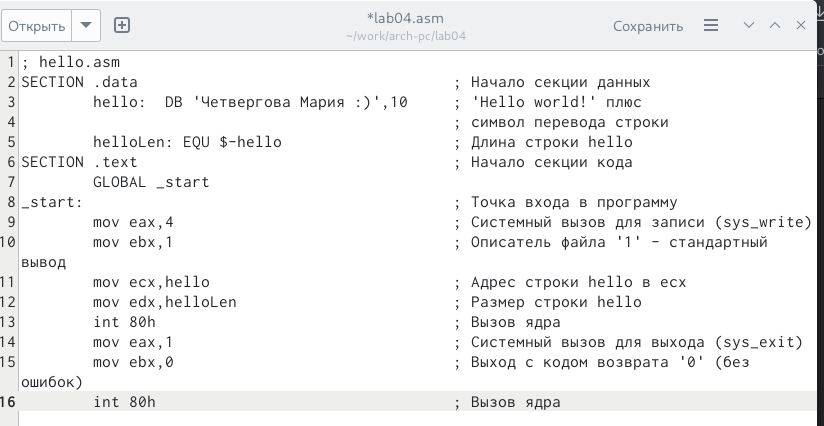 Открыть
*lab04.asm
~/work/arch-pc/lab04
Сохранить
1 ; hello.asm
2 SECTION .data ; Начало секции данных
3 hello: DB 'Четвергова Мария :)',10 ; 'Hello world!' плюс
4 ; символ перевода строки
5 helloLen: EQU $-hello ; Длина строки hello
6 SECTION .text ; Начало секции кода
7 GLOBAL _start
8 _start: ; Точка входа в программу
9 mov eax,4 ; Системный вызов для записи (sys_write)
10 mov ebx,1 ; Описатель файла '1' - стандартный
вывод
11 mov ecx,hello ; Адрес строки hello в ecx
12 mov edx,helloLen ; Размер строки hello
13 int 80h ; Вызов ядра
14 mov eax,1 ; Системный вызов для выхода (sys_exit)
15 mov ebx,0 ; Выход с кодом возврата '0' (без
ошибок)
16 int 80h ; Вызов ядра